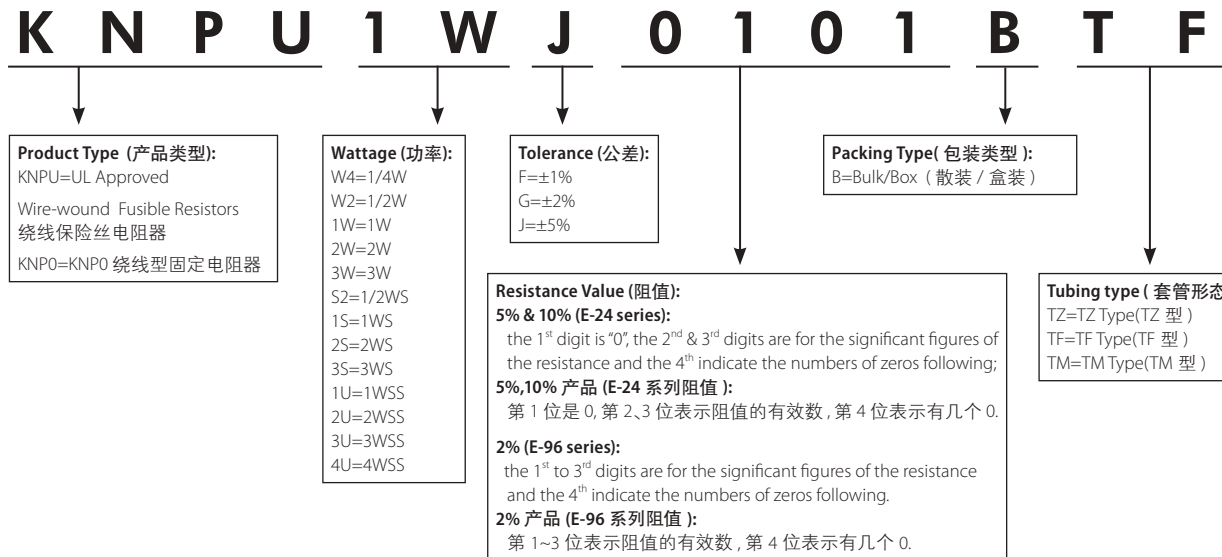 K N P U 1 W J 0 1 0 1 B T F
Product Type (产品类型):
KNPU=UL Approved
Wire-wound Fusible Resistors
绕线保险丝电阻器
KNP0=KNP0 绕线型固定电阻器
Wattage (功率):
W4=1/4W
W2=1/2W
1W=1W
2W=2W
3W=3W
S2=1/2WS
1S=1WS
2S=2WS
3S=3WS
1U=1WSS
2U=2WSS
3U=3WSS
4U=4WSS
Tolerance (公差):
F=±1%
G=±2%
J=±5%
Resistance Value (阻值):
5% & 10% (E-24 series):
the 1st digit is “0”, the 2nd & 3rd digits are for the significant figures of
the resistance and the 4th indicate the numbers of zeros following;
5%,10% 产品 (E-24 系列阻值 ):
第 1 位是 0, 第 2、3 位表示阻值的有效数 , 第 4 位表示有几个 0.
2% (E-96 series):
the 1st to 3rd digits are for the significant figures of the resistance
and the 4th indicate the numbers of zeros following.
2% 产品 (E-96 系列阻值 ):
第 1~3 位表示阻值的有效数 , 第 4 位表示有几个 0.
Packing Type( 包装类型 ):
B=Bulk/Box ( 散装 / 盒装 )
Tubing type ( 套管形态
TZ=TZ Type(TZ 型 )
TF=TF Type(TF 型 )
TM=TM Type(TM 型 )